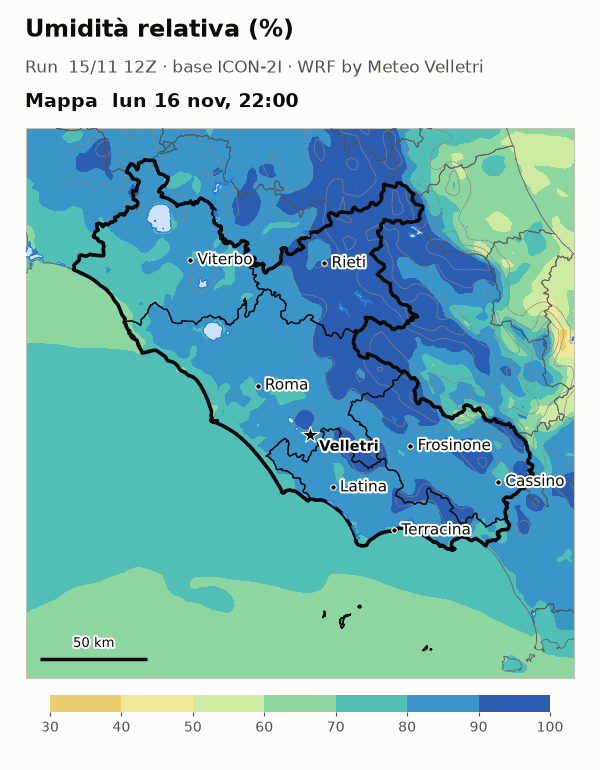 Umidità relativa (%)
Run  15/11 12Z · base ICON-2I · WRF by Meteo Velletri
Mappa  lun 16 nov, 22:00
Viterbo
Rieti
Roma
Velletri
Frosinone
Cassino
Latina
Terracina
50 km
30 40 50 60 70 80 90 100